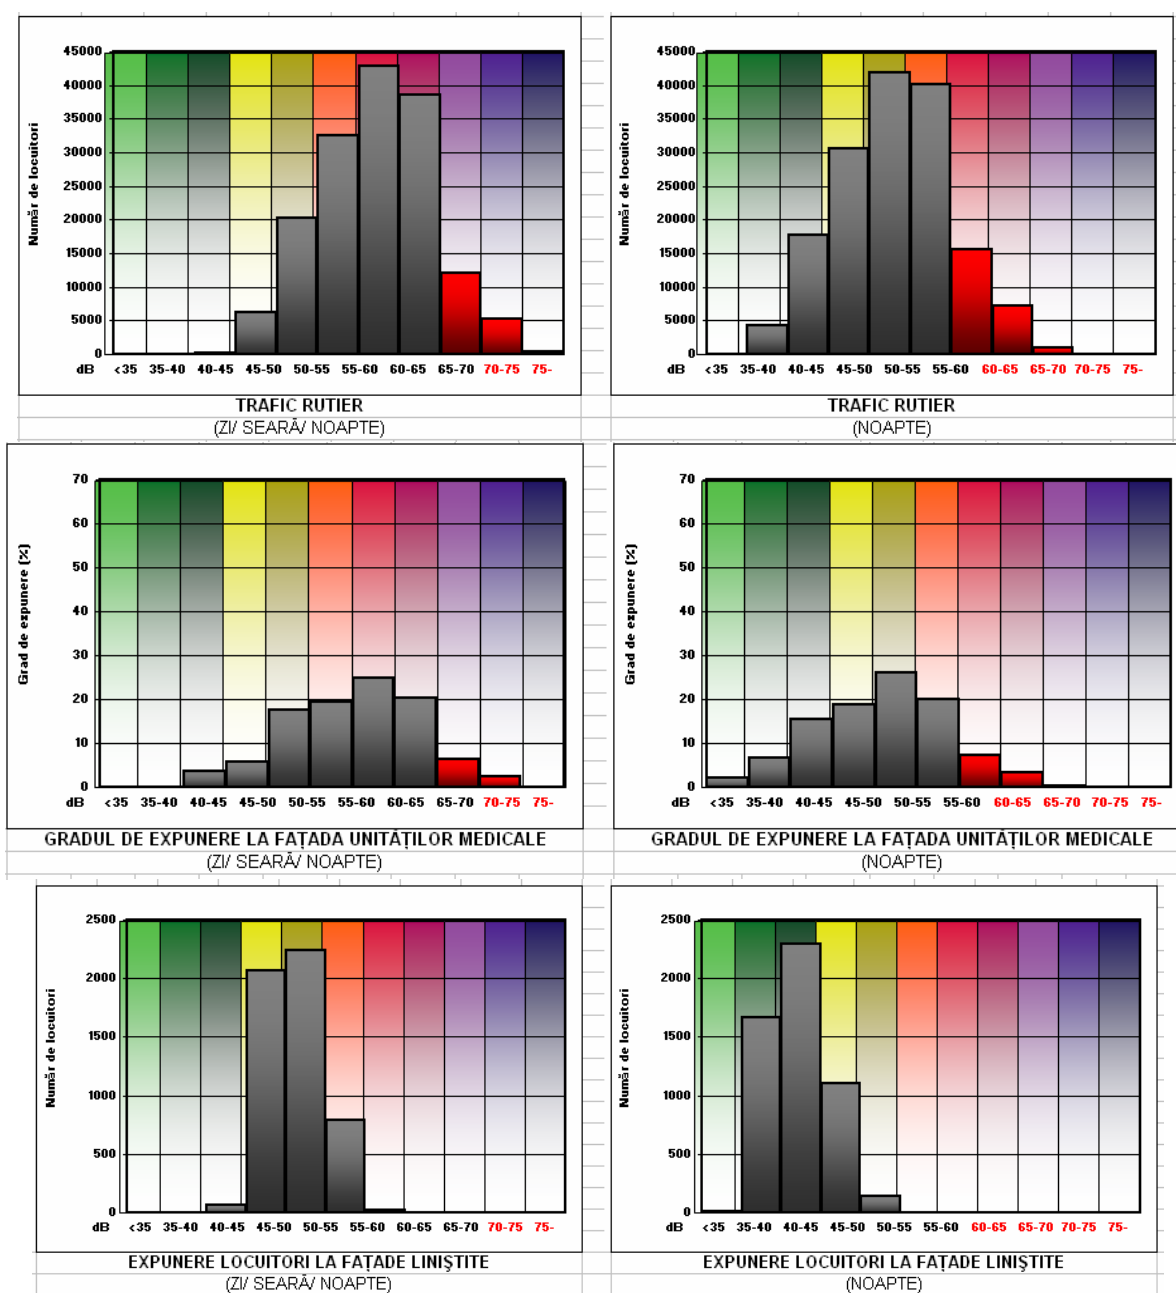 45000
40000
35000
30000
25000
20000
15000
10000
5000
0
Număr de locuitori
dB <35 35-40 40-45 45-50 50-55 55-60 60-65 65-70 70-75 75-
TRAFIC RUTIER
(ZI/ SEARĂ/ NOAPTE)
45000
40000
35000
30000
25000
20000
15000
10000
5000
0
Număr de locuitori
dB <35 35-40 40-45 45-50 50-55 55-60 60-65 65-70 70-75 75-
TRAFIC RUTIER
(NOAPTE)
70
60
50
40
30
20
10
0
Grad de expunere (%)
dB <35 35-40 40-45 45-50 50-55 55-60 60-65 65-70 70-75 75-
GRADUL DE EXPUNERE LA FAȚADA UNITĂȚILOR MEDICALE
(ZI/ SEARĂ/ NOAPTE)
70
60
50
40
30
20
10
0
Grad de expunere (%)
dB <35 35-40 40-45 45-50 50-55 55-60 60-65 65-70 70-75 75-
GRADUL DE EXPUNERE LA FAȚADA UNITĂȚILOR MEDICALE
(NOAPTE)
2500
2000
1500
1000
500
0
Număr de locuitori
dB <35 35-40 40-45 45-50 50-55 55-60 60-65 65-70 70-75 75-
EXPUNERE LOCUITORI LA FAȚADE LINIŞTITE
(ZI/ SEARĂ/ NOAPTE)
2500
2000
1500
1000
500
0
Număr de locuitori
dB <35 35-40 40-45 45-50 50-55 55-60 60-65 65-70 70-75 75-
EXPUNERE LOCUITORI LA FAȚADE LINIŞTITE
(NOAPTE)